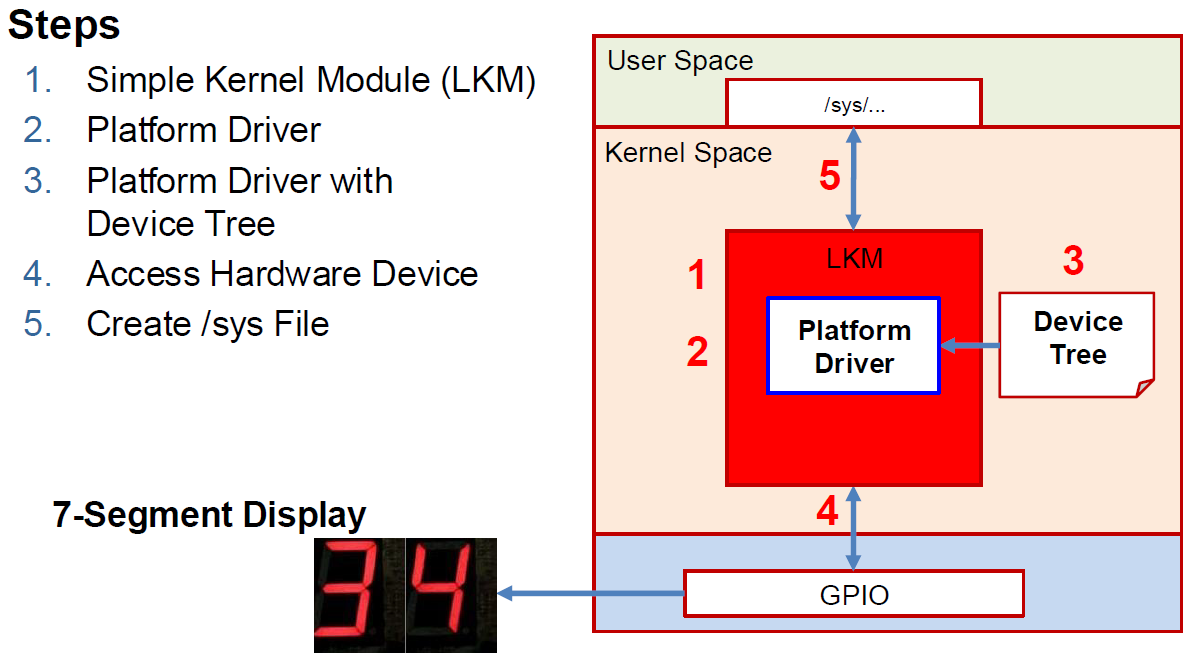 Steps
1. Simple Kernel Module (LKM)
2. Platform Driver
3. Platform Driver with
Device Tree
4. Access Hardware Device
5. Create /sys File
User Space
/sys/...
Kernel Space
5
LKM
1
3
2
Platform
Driver
Device
Tree
4
7-Segment Display
34
GPIO